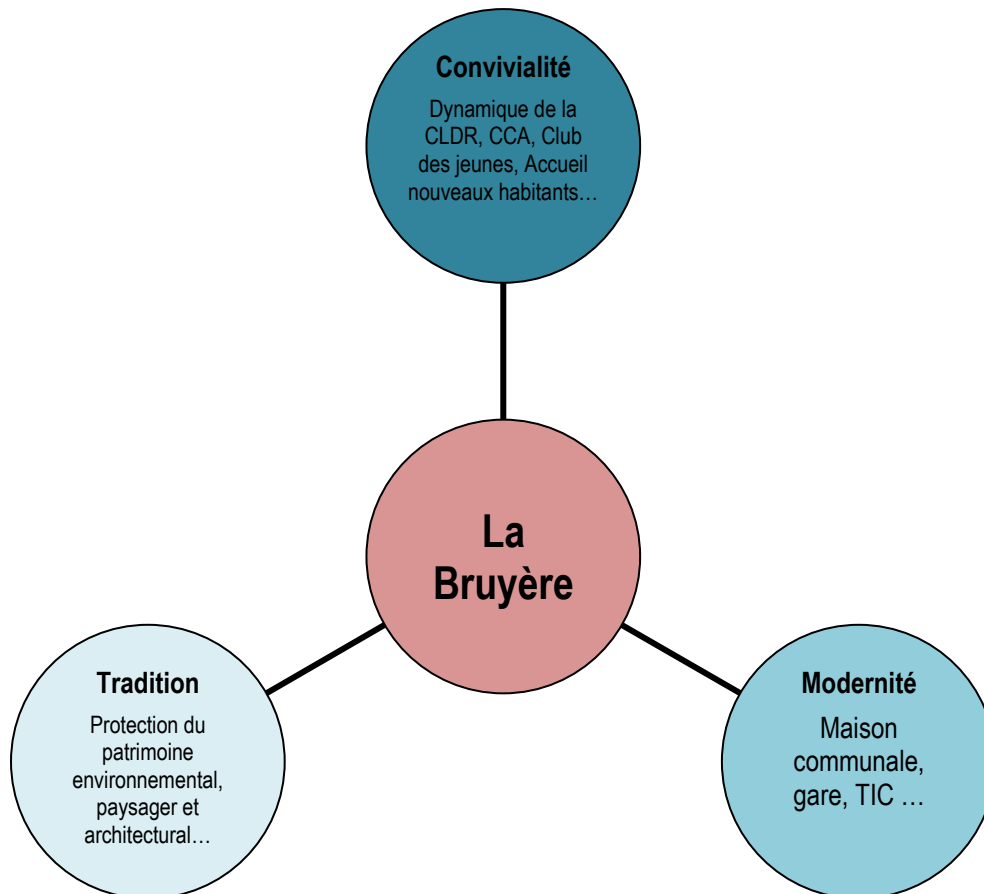 Convivialité
Dynamique de la
CLDR, CCA, Club
des jeunes, Accueil
nouveaux habitants…
La
Bruyère
Tradition
Protection du
patrimoine
environnemental,
paysager et
architectural…
Modernité
Maison
communale,
gare, TIC …